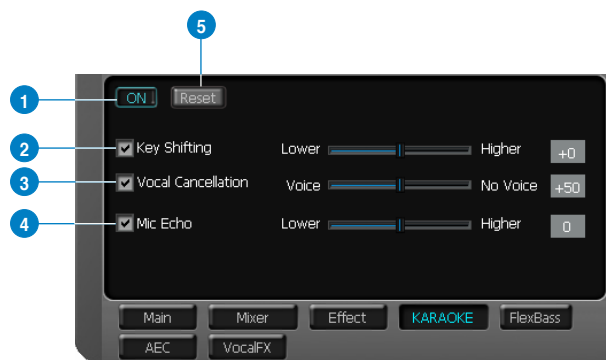 5
1 ON Reset
2 Key Shifting Lower Higher +0
3 Vocal Cancellation Voice No Voice +50
4 Mic Echo Lower Higher 0
Main Mixer Effect KARAOKE FlexBass
AEC VocalFX